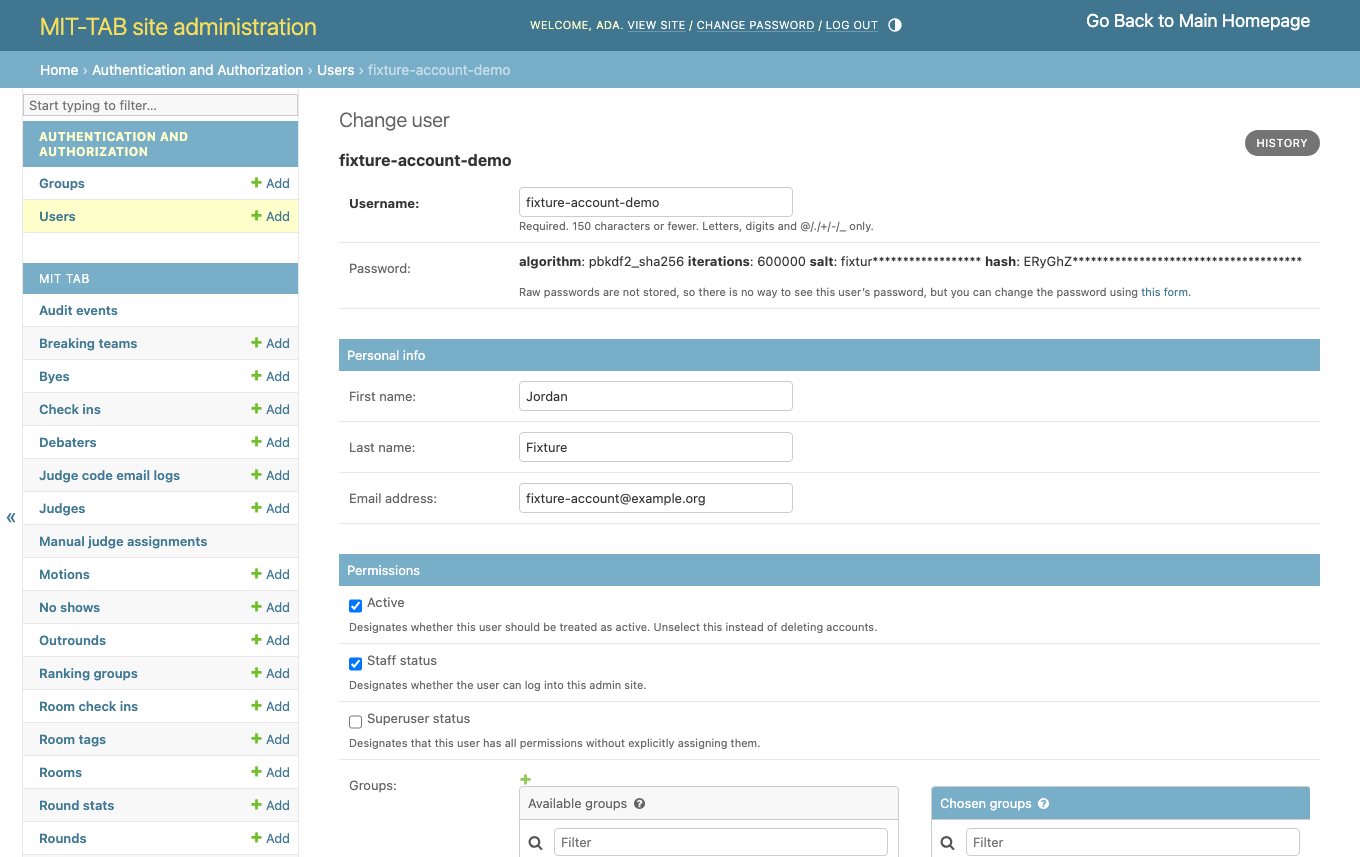 MIT-TAB site administration
WELCOME, ADA. VIEW SITE / CHANGE PASSWORD / LOG OUT
Go Back to Main Homepage
Home › Authentication and Authorization › Users › fixture-account-demo
Start typing to filter...
AUTHENTICATION AND
AUTHORIZATION
Groups + Add
Users + Add
MIT TAB
Audit events
Breaking teams + Add
Byes + Add
Check ins + Add
Debaters + Add
Judge code email logs + Add
Judges + Add
Manual judge assignments
Motions + Add
No shows + Add
Outrounds + Add
Ranking groups + Add
Room check ins + Add
Room tags + Add
Rooms + Add
Round stats + Add
Rounds + Add
«
Change user
HISTORY
fixture-account-demo
Username: fixture-account-demo
Required. 150 characters or fewer. Letters, digits and @/./+/-/_ only.
Password: algorithm: pbkdf2_sha256 iterations: 600000 salt: fixtur****************** hash: ERyGhZ**************************************
Raw passwords are not stored, so there is no way to see this user's password, but you can change the password using this form.
Personal info
First name: Jordan
Last name: Fixture
Email address: fixture-account@example.org
Permissions
Active
Designates whether this user should be treated as active. Unselect this instead of deleting accounts.
Staff status
Designates whether the user can log into this admin site.
Superuser status
Designates that this user has all permissions without explicitly assigning them.
Groups:
Available groups ?
Filter
Chosen groups ?
Filter